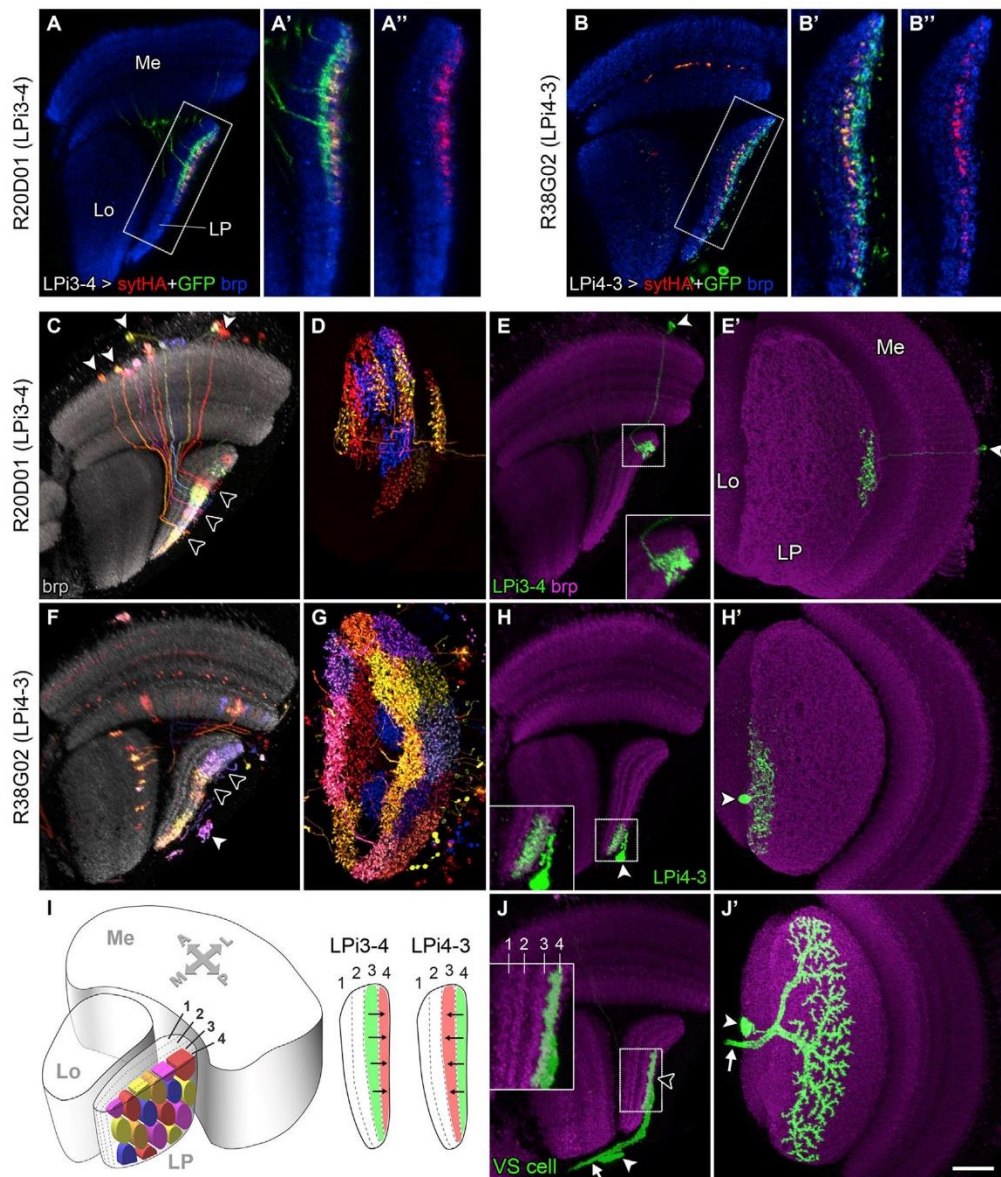 A
A'
A''
B
B'
B''
R20D01 (LPi3-4)
Me
Lo
LP
LPi3-4 > sytHA+GFP brp
R38G02 (LPi4-3)
LPi4-3 > sytHA+GFP brp
R20D01 (LPi3-4)
C
brp
D
E
LPi3-4 brp
E'
Me
Lo
LP
R38G02 (LPi4-3)
F
G
H
LPi4-3
H'
I
Me
A
L
M
P
Lo
1
2
3
4
LP
LPi3-4
1 2 3 4
LPi4-3
1 2 3 4
J
1 2 3 4
VS cell
J'